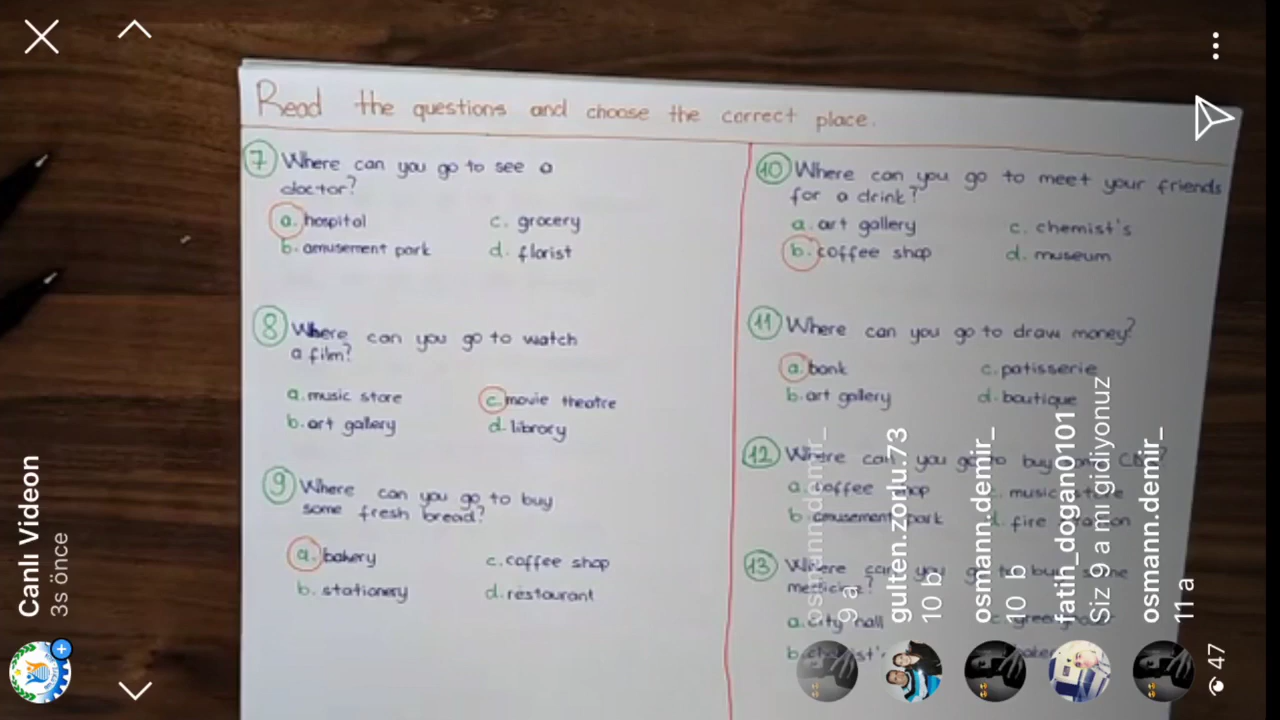 Read the questions and choose the correct place.
7 Where can you go to see a
doctor?
a. hospital
c. grocery
b. amusement park
d. florist
8 Where can you go to watch
a film?
a. music store
c. movie theatre
b. art gallery
d. library
9 Where can you go to buy
some fresh bread?
a. bakery
c. coffee shop
b. stationery
d. restaurant
10 Where can you go to meet your friends
for a drink?
a. art gallery
c. chemist's
b. coffee shop
d. museum
11 Where can you go to draw money?
a. bank
c. patisserie
b. art gallery
d. boutique
12 Where can you go to buy
a. coffee shop
c. music store
b. amusement park
d. fire station
13 Where can you go to buy some
medicine?
a. city hall
b. chemist's
Canlı Videon
3s önce
osmann.demir_
9 a
gulten.zorlu.73
10 b
osmann.demir_
10 b
fatih_dogan0101
Siz 9 a mı gidiyonuz
osmann.demir_
11 a
47